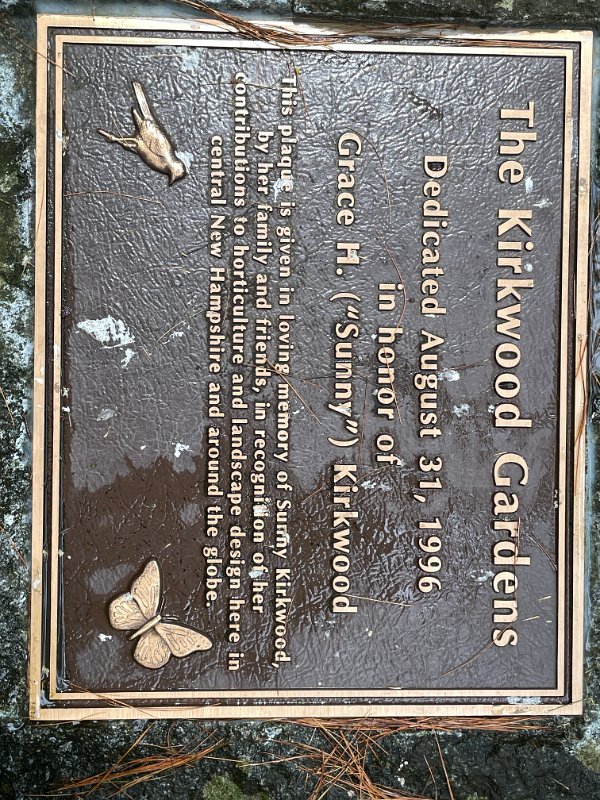 The Kirkwood Gardens
Dedicated August 31, 1996
in honor of
Grace H. (“Sunny”) Kirkwood
This plaque is given in loving memory of Sunny Kirkwood,
by her family and friends, in recognition of her
contributions to horticulture and landscape design here in
central New Hampshire and around the globe.